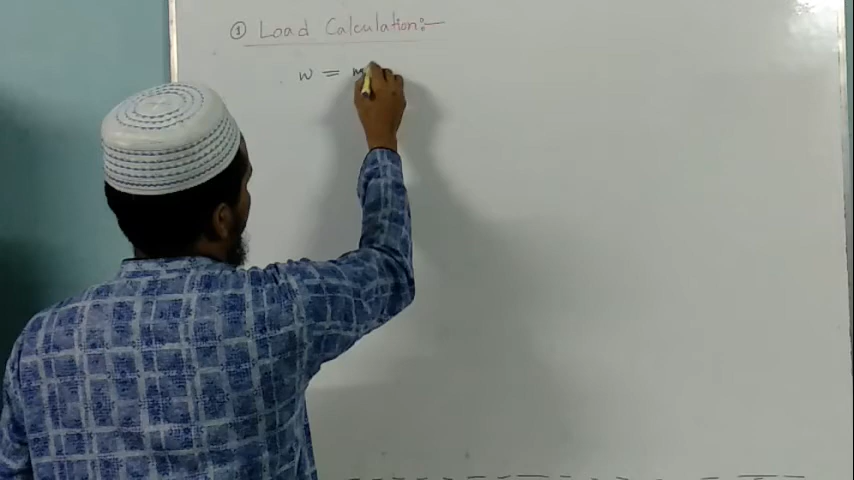 ① Load Calculation:-
w = m